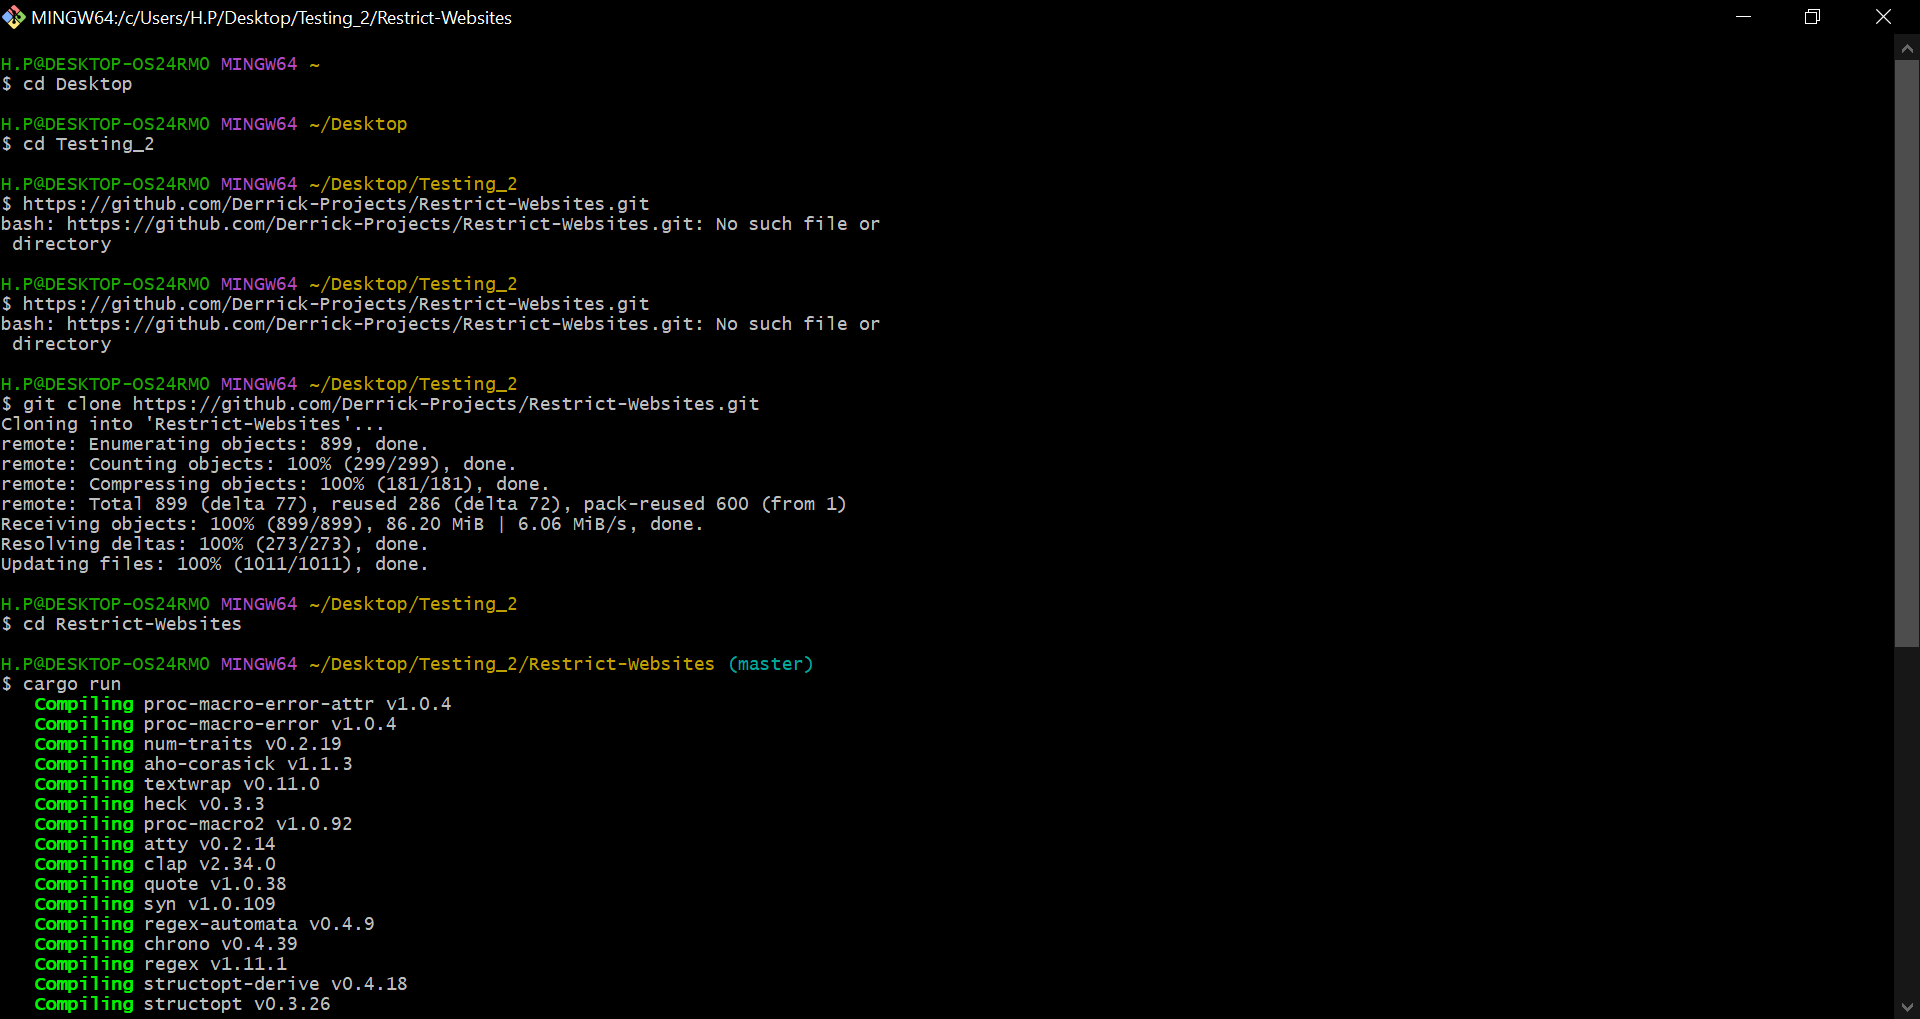 MINGW64:/c/Users/H.P/Desktop/Testing_2/Restrict-Websites
H.P@DESKTOP-OS24RMO MINGW64 ~
$ cd Desktop
H.P@DESKTOP-OS24RMO MINGW64 ~/Desktop
$ cd Testing_2
H.P@DESKTOP-OS24RMO MINGW64 ~/Desktop/Testing_2
$ https://github.com/Derrick-Projects/Restrict-Websites.git
bash: https://github.com/Derrick-Projects/Restrict-Websites.git: No such file or
directory
H.P@DESKTOP-OS24RMO MINGW64 ~/Desktop/Testing_2
$ https://github.com/Derrick-Projects/Restrict-Websites.git
bash: https://github.com/Derrick-Projects/Restrict-Websites.git: No such file or
directory
H.P@DESKTOP-OS24RMO MINGW64 ~/Desktop/Testing_2
$ git clone https://github.com/Derrick-Projects/Restrict-Websites.git
Cloning into 'Restrict-Websites'...
remote: Enumerating objects: 899, done.
remote: Counting objects: 100% (299/299), done.
remote: Compressing objects: 100% (181/181), done.
remote: Total 899 (delta 77), reused 286 (delta 72), pack-reused 600 (from 1)
Receiving objects: 100% (899/899), 86.20 MiB | 6.06 MiB/s, done.
Resolving deltas: 100% (273/273), done.
Updating files: 100% (1011/1011), done.
H.P@DESKTOP-OS24RMO MINGW64 ~/Desktop/Testing_2
$ cd Restrict-Websites
H.P@DESKTOP-OS24RMO MINGW64 ~/Desktop/Testing_2/Restrict-Websites (master)
$ cargo run
Compiling proc-macro-error-attr v1.0.4
Compiling proc-macro-error v1.0.4
Compiling num-traits v0.2.19
Compiling aho-corasick v1.1.3
Compiling textwrap v0.11.0
Compiling heck v0.3.3
Compiling proc-macro2 v1.0.92
Compiling atty v0.2.14
Compiling clap v2.34.0
Compiling quote v1.0.38
Compiling syn v1.0.109
Compiling regex-automata v0.4.9
Compiling chrono v0.4.39
Compiling regex v1.11.1
Compiling structopt-derive v0.4.18
Compiling structopt v0.3.26